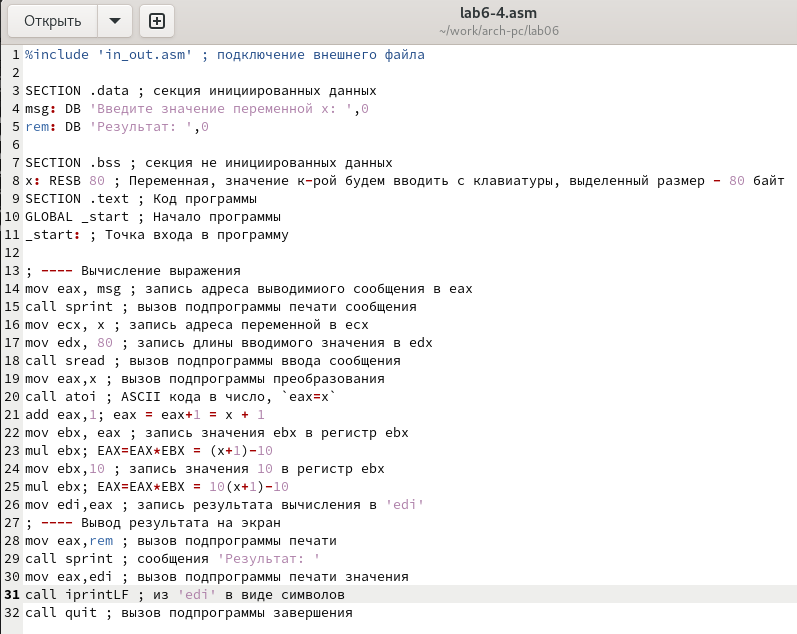 Открыть
lab6-4.asm
~/work/arch-pc/lab06
1 %include 'in_out.asm' ; подключение внешнего файла
2
3 SECTION .data ; секция инициированных данных
4 msg: DB 'Введите значение переменной х: ',0
5 rem: DB 'Результат: ',0
6
7 SECTION .bss ; секция не инициированных данных
8 x: RESB 80 ; Переменная, значение к-рой будем вводить с клавиатуры, выделенный размер - 80 байт
9 SECTION .text ; Код программы
10 GLOBAL _start ; Начало программы
11 _start: ; Точка входа в программу
12
13 ; ---- Вычисление выражения
14 mov eax, msg ; запись адреса выводимиого сообщения в eax
15 call sprint ; вызов подпрограммы печати сообщения
16 mov ecx, x ; запись адреса переменной в ecx
17 mov edx, 80 ; запись длины вводимого значения в edx
18 call sread ; вызов подпрограммы ввода сообщения
19 mov eax,x ; вызов подпрограммы преобразования
20 call atoi ; ASCII кода в число, `eax=x`
21 add eax,1; eax = eax+1 = x + 1
22 mov ebx, eax ; запись значения ebx в регистр ebx
23 mul ebx; EAX=EAX*EBX = (x+1)-10
24 mov ebx,10 ; запись значения 10 в регистр ebx
25 mul ebx; EAX=EAX*EBX = 10(x+1)-10
26 mov edi,eax ; запись результата вычисления в 'edi'
27 ; ---- Вывод результата на экран
28 mov eax,rem ; вызов подпрограммы печати
29 call sprint ; сообщения 'Результат: '
30 mov eax,edi ; вызов подпрограммы печати значения
31 call iprintLF ; из 'edi' в виде символов
32 call quit ; вызов подпрограммы завершения